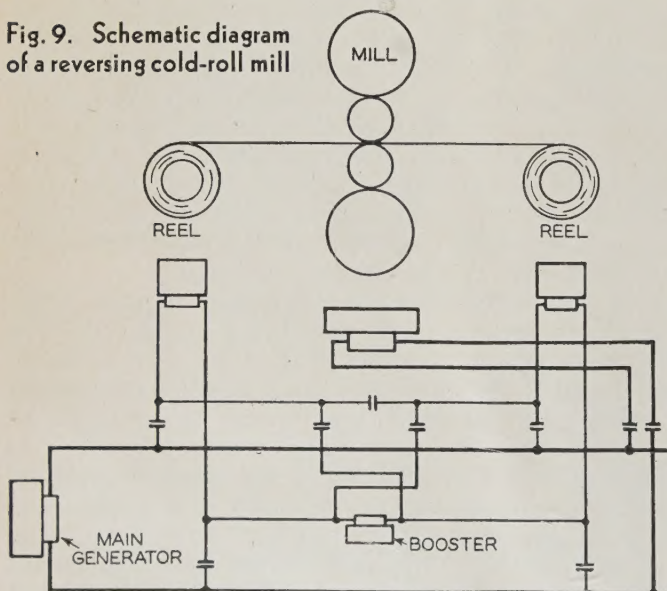 Fig. 9. Schematic diagram
of a reversing cold-roll mill
MILL
REEL
REEL
MAIN
GENERATOR
BOOSTER